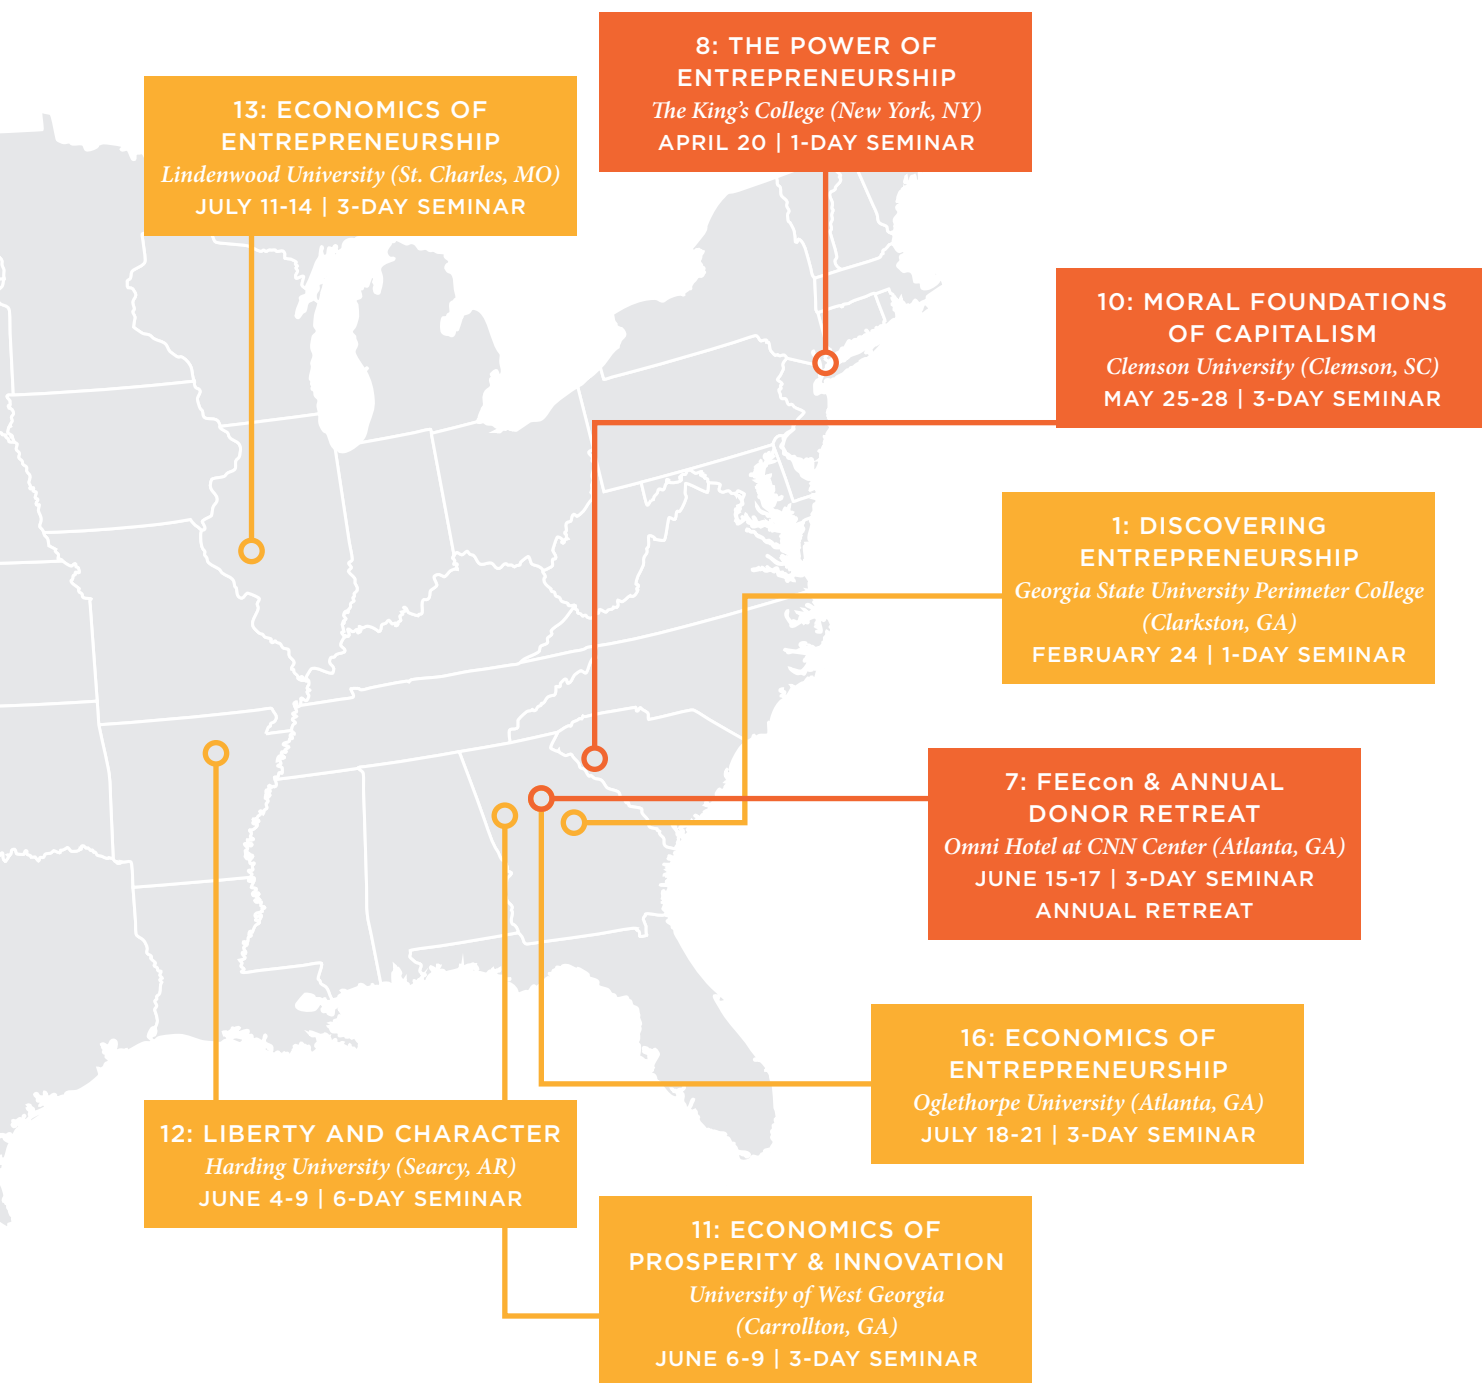 8: THE POWER OF
ENTREPRENEURSHIP
The King's College (New York, NY)
APRIL 20 | 1-DAY SEMINAR
13: ECONOMICS OF
ENTREPRENEURSHIP
Lindenwood University (St. Charles, MO)
JULY 11-14 | 3-DAY SEMINAR
10: MORAL FOUNDATIONS
OF CAPITALISM
Clemson University (Clemson, SC)
MAY 25-28 | 3-DAY SEMINAR
1: DISCOVERING
ENTREPRENEURSHIP
Georgia State University Perimeter College
(Clarkston, GA)
FEBRUARY 24 | 1-DAY SEMINAR
7: FEEcon & ANNUAL
DONOR RETREAT
Omni Hotel at CNN Center (Atlanta, GA)
JUNE 15-17 | 3-DAY SEMINAR
ANNUAL RETREAT
16: ECONOMICS OF
ENTREPRENEURSHIP
Oglethorpe University (Atlanta, GA)
JULY 18-21 | 3-DAY SEMINAR
12: LIBERTY AND CHARACTER
Harding University (Searcy, AR)
JUNE 4-9 | 6-DAY SEMINAR
11: ECONOMICS OF
PROSPERITY & INNOVATION
University of West Georgia
(Carrollton, GA)
JUNE 6-9 | 3-DAY SEMINAR